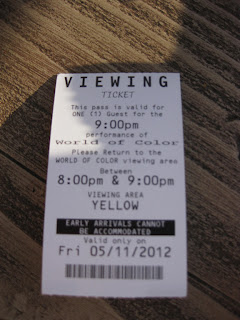 VIEWING
TICKET
This pass is valid for
ONE (1) Guest for the
9:00pm
performance of
World of Color
Please Return to the
WORLD OF COLOR viewing area
Between
8:00pm & 9:00pm
VIEWING AREA
YELLOW
EARLY ARRIVALS CANNOT
BE ACCOMMODATED
Valid only on
Fri 05/11/2012